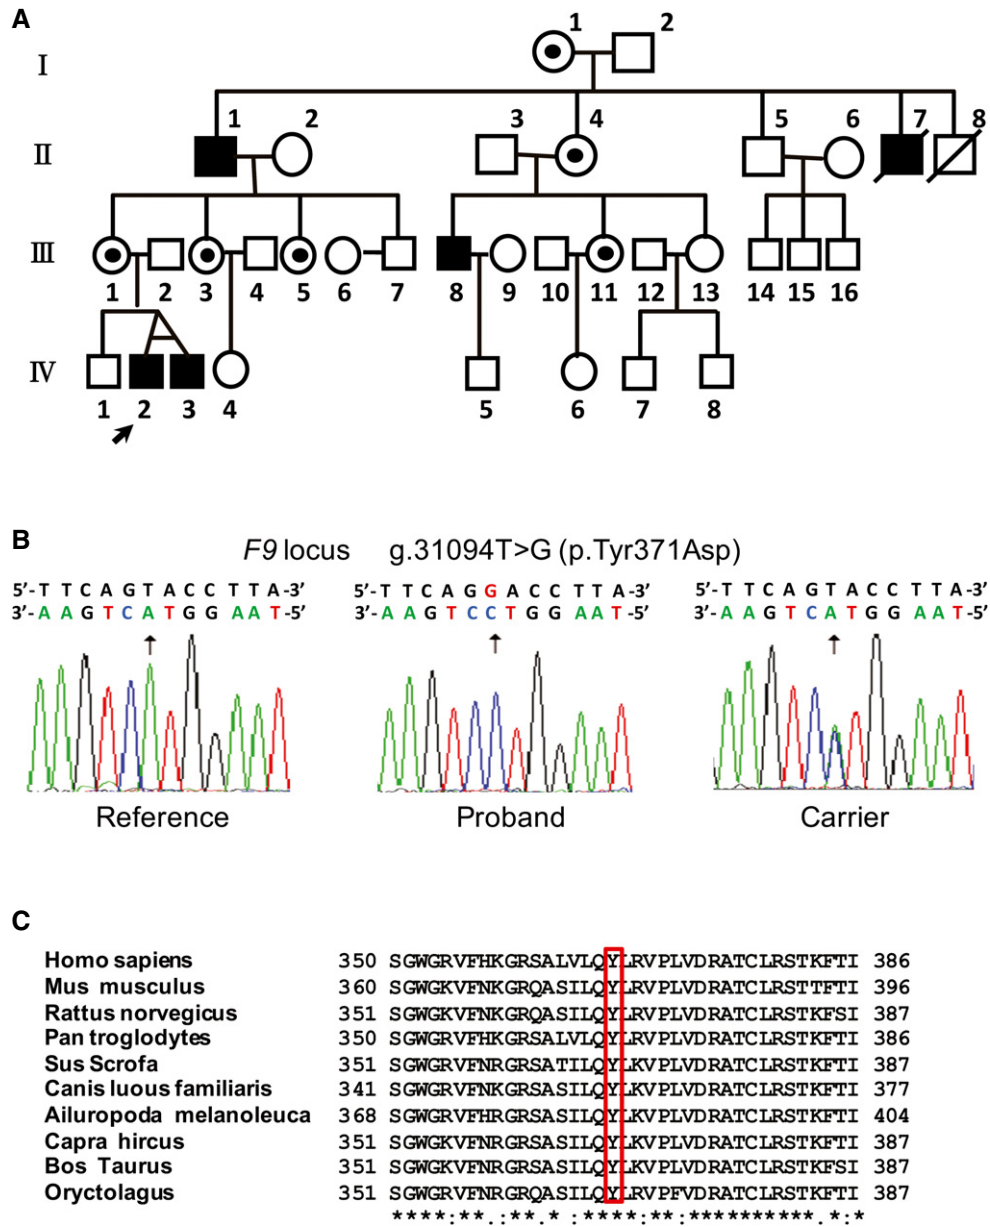 A
1 2
I
1 2 3 4 5 6 7 8
II
III
1 2 3 4 5 6 7 8 9 10 11 12 13 14 15 16
IV
1 2 3 4 5 6 7 8
B
F9 locus g.31094T>G (p.Tyr371Asp)
5'-T T C A G T A C C T T A-3'
3'-A A G T C A T G G A A T-5'
Reference
5'-T T C A G G A C C T T A-3'
3'-A A G T C C T G G A A T-5'
Proband
5'-T T C A G T A C C T T A-3'
3'-A A G T C A T G G A A T-5'
Carrier
C
Homo sapiens 350 SGWGRVFHKGRSALVLQYLRVPLVDRATCLRSTKFTI 386
Mus musculus 360 SGWGKVFNKGRQASILQYLRVPLVDRATCLRSTTFTI 396
Rattus norvegicus 351 SGWGKVFNKGRQASILQYLRVPLVDRATCLRSTKFSI 387
Pan troglodytes 350 SGWGRVFHKGRSALVLQYLRVPLVDRATCLRSTKFTI 386
Sus Scrofa 351 SGWGKVFNRGRSATILQYLKVPLVDRATCLRSTKFTI 387
Canis luous familiaris 341 SGWGKVFNRGRSASILQYLKVPLVDRATCLRSTKFTI 377
Ailuropoda melanoleuca 368 SGWGKVFHRGRSASILQYLKVPLVDRATCLRSTKFTI 404
Capra hircus 351 SGWGKVFNRGRSASILQYLKVPLVDRATCLRSTKFTI 387
Bos Taurus 351 SGWGKVFNRGRSASILQYLKVPLVDRATCLRSTKFSI 387
Oryctolagus 351 SGWGKVFNRGRQASILQYLRVPFVDRATCLRSTKFTI 387
****:**.:**.* :****:**:**********.*:*